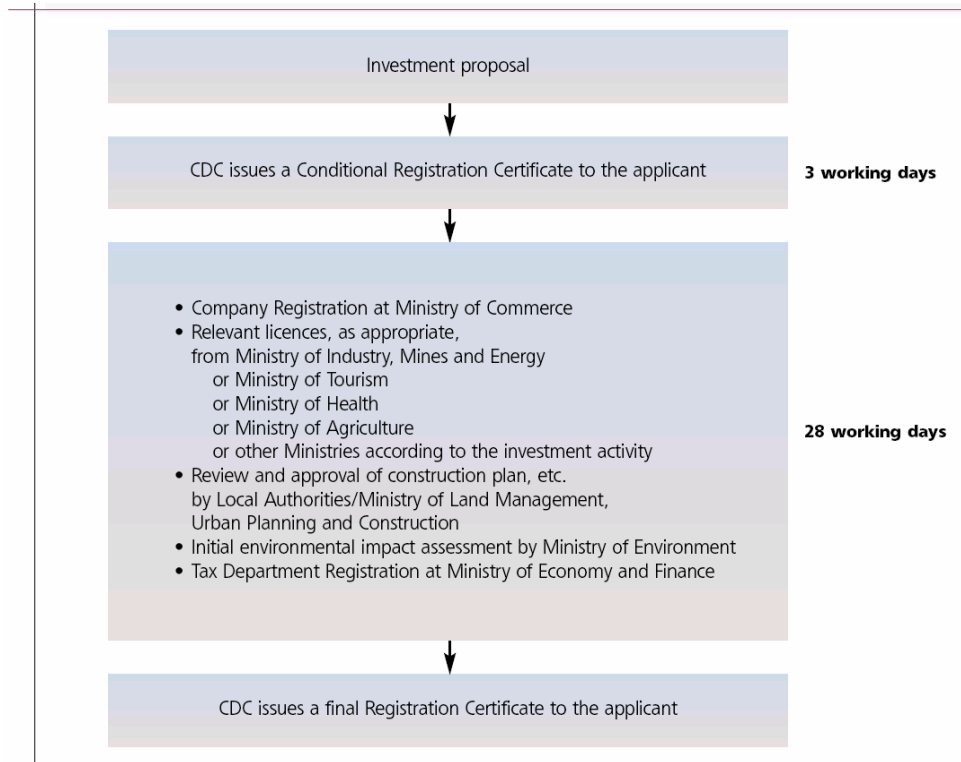 Investment proposal
CDC issues a Conditional Registration Certificate to the applicant
3 working days
• Company Registration at Ministry of Commerce
• Relevant licences, as appropriate,
from Ministry of Industry, Mines and Energy
or Ministry of Tourism
or Ministry of Health
or Ministry of Agriculture
or other Ministries according to the investment activity
• Review and approval of construction plan, etc.
by Local Authorities/Ministry of Land Management,
Urban Planning and Construction
• Initial environmental impact assessment by Ministry of Environment
• Tax Department Registration at Ministry of Economy and Finance
28 working days
CDC issues a final Registration Certificate to the applicant